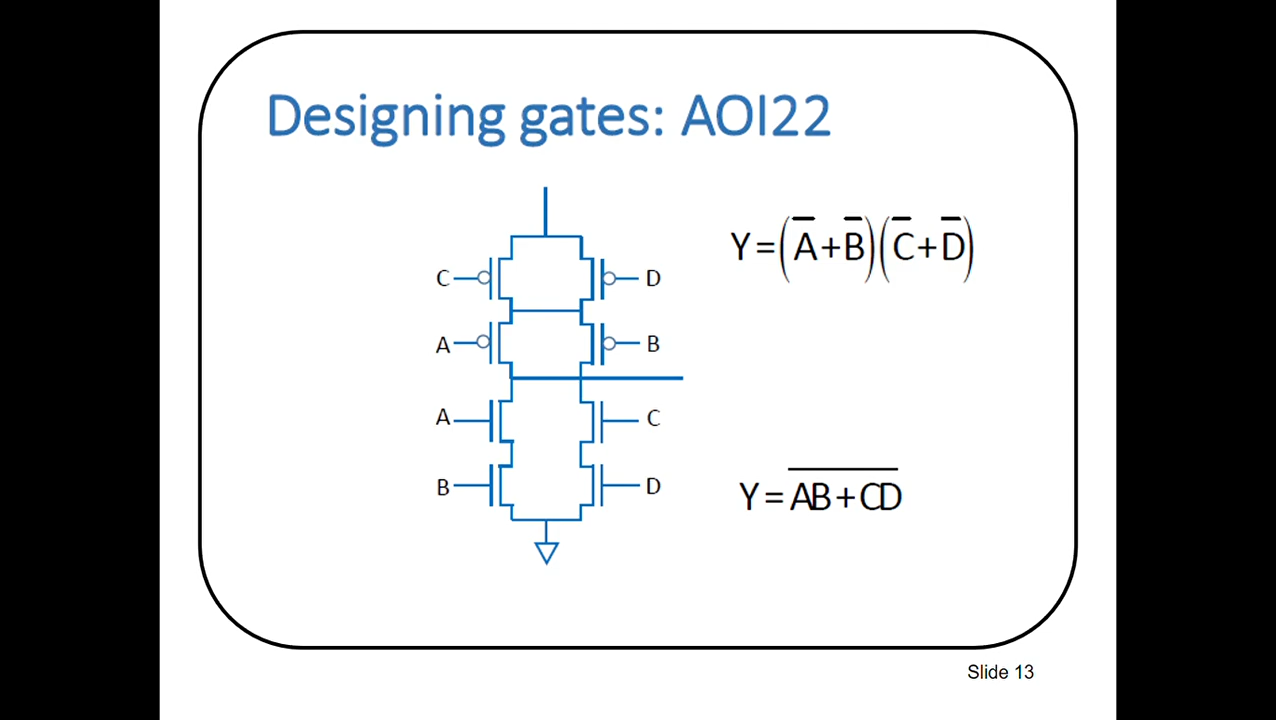 Designing gates: AOI22
Y=(A̅+B̅)(C̅+D̅)
C D
A B
A C
B D
Y=A̅B̅+̅C̅D̅
Slide 13